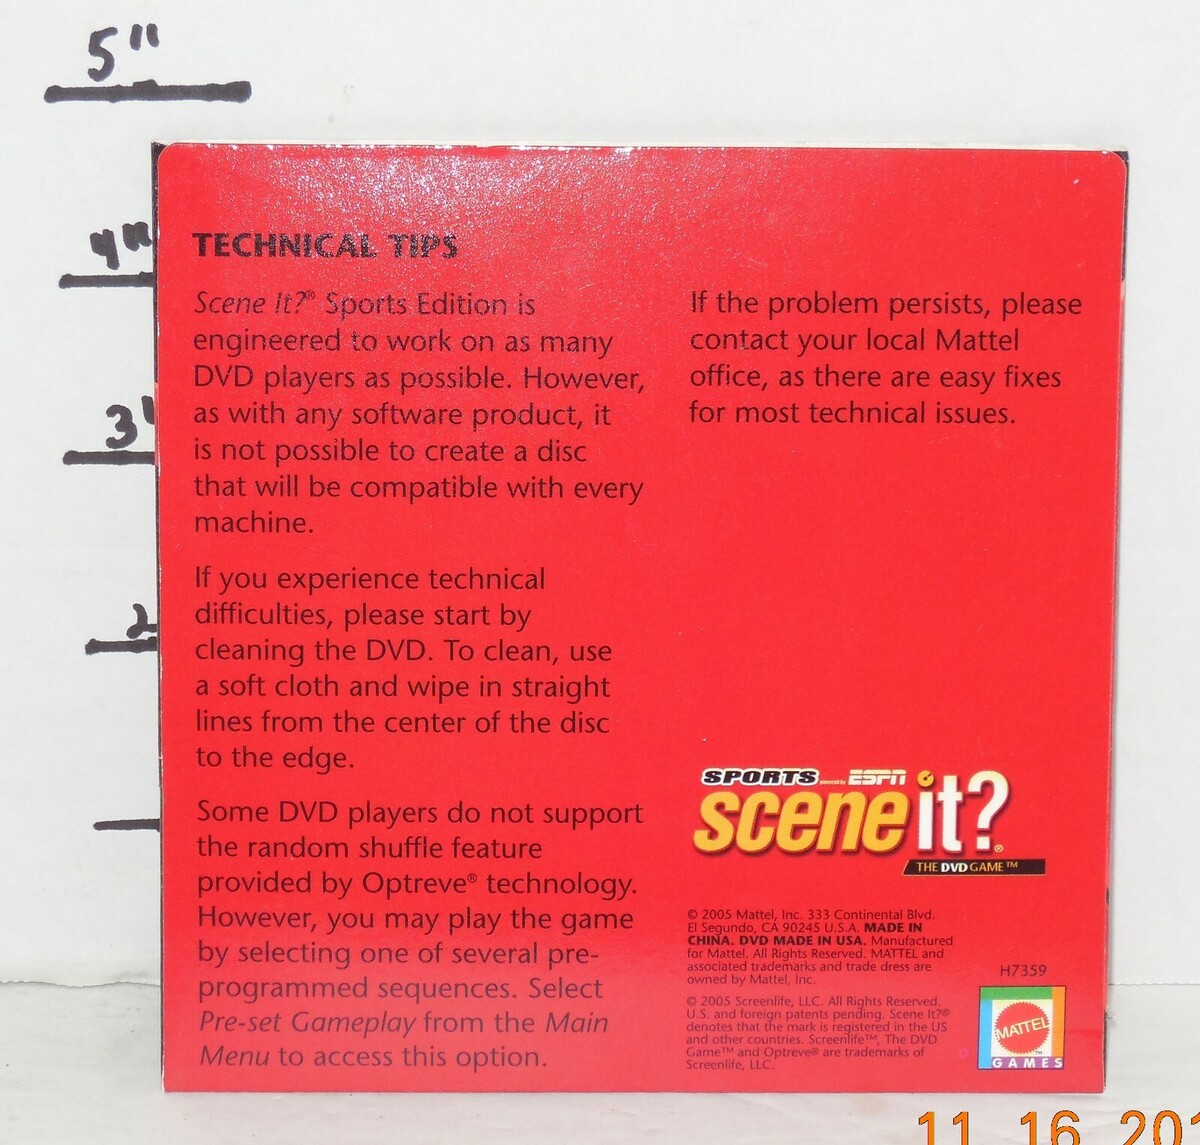 5"
4"
3"
2
TECHNICAL TIPS
Scene It?® Sports Edition is
engineered to work on as many
DVD players as possible. However,
as with any software product, it
is not possible to create a disc
that will be compatible with every
machine.
If you experience technical
difficulties, please start by
cleaning the DVD. To clean, use
a soft cloth and wipe in straight
lines from the center of the disc
to the edge.
Some DVD players do not support
the random shuffle feature
provided by Optreve® technology.
However, you may play the game
by selecting one of several pre-
programmed sequences. Select
Pre-set Gameplay from the Main
Menu to access this option.
If the problem persists, please
contact your local Mattel
office, as there are easy fixes
for most technical issues.
SPORTS powered by ESPN
scene it?®
THE DVD GAME™
© 2005 Mattel, Inc. 333 Continental Blvd.
El Segundo, CA 90245 U.S.A. MADE IN
CHINA. DVD MADE IN USA. Manufactured
for Mattel. All Rights Reserved. MATTEL and
associated trademarks and trade dress are
owned by Mattel, Inc.
H7359
© 2005 Screenlife, LLC. All Rights Reserved.
U.S. and foreign patents pending. Scene It?®
denotes that the mark is registered in the US
and other countries. Screenlife™, The DVD
Game™ and Optreve® are trademarks of
Screenlife, LLC.
MATTEL™
GAMES
11 16 201